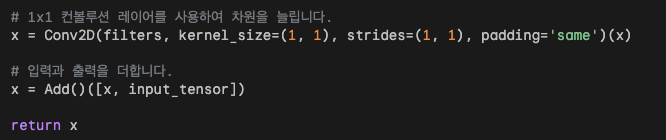 # 1x1 컨볼루션 레이어를 사용하여 차원을 늘립니다.
x = Conv2D(filters, kernel_size=(1, 1), strides=(1, 1), padding='same')(x)
# 입력과 출력을 더합니다.
x = Add()([x, input_tensor])
return x